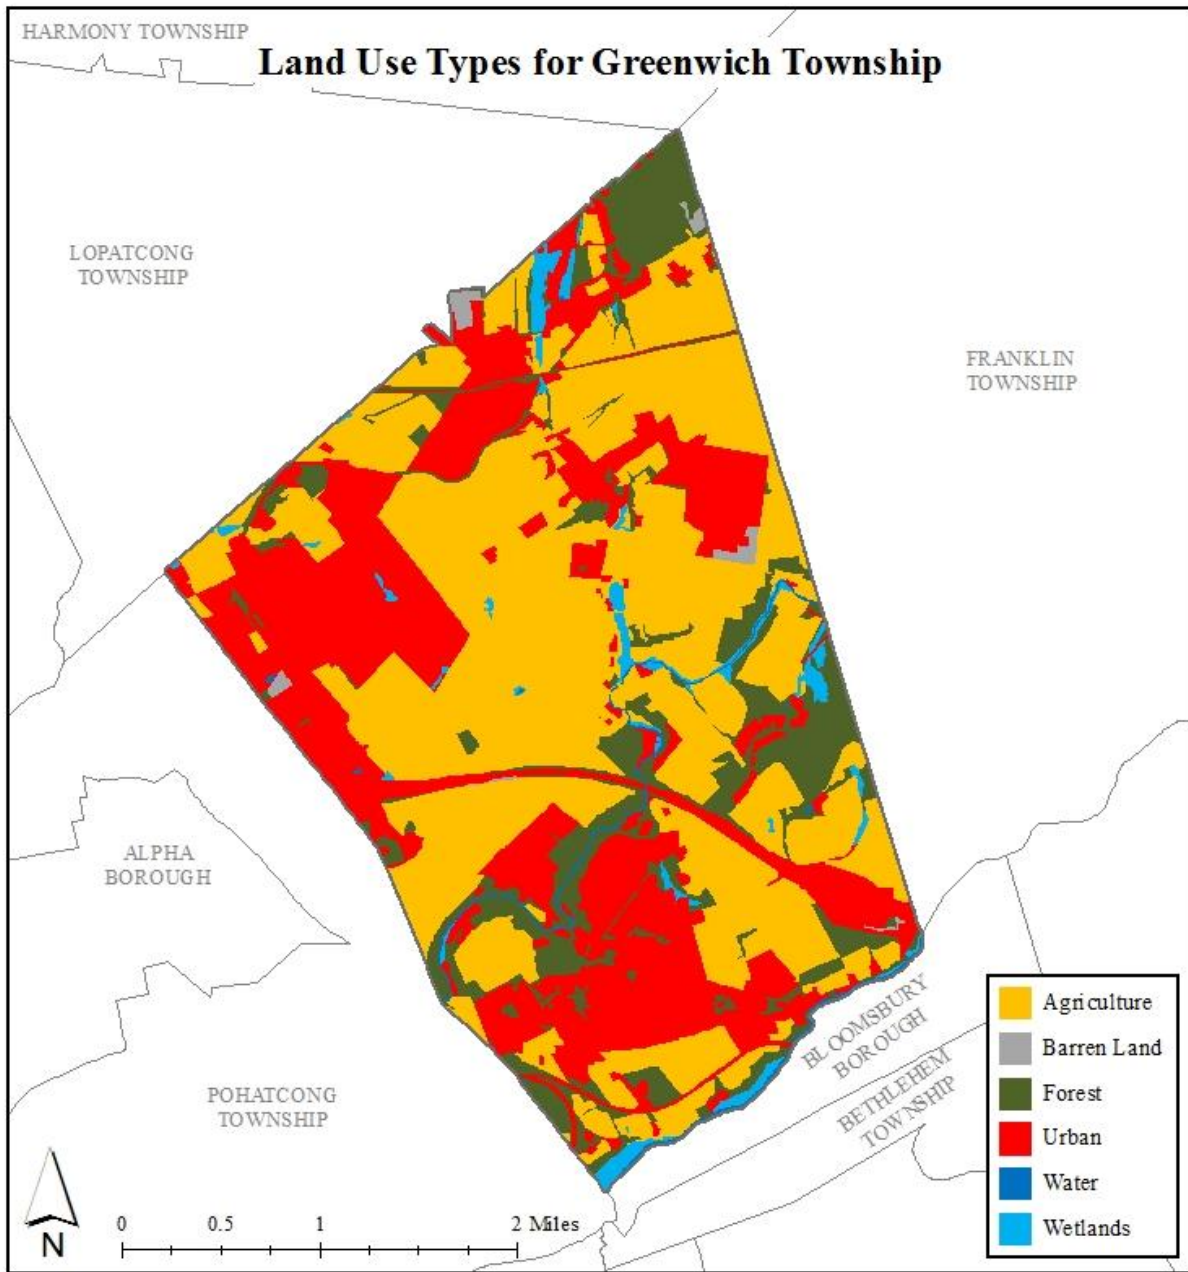 HARMONY TOWNSHIP
Land Use Types for Greenwich Township
LOPATCONG
TOWNSHIP
FRANKLIN
TOWNSHIP
ALPHA
BOROUGH
POHATCONG
TOWNSHIP
BLOOMSBURY
BOROUGH
BETHLEHEM
TOWNSHIP
Agriculture
Barren Land
Forest
Urban
Water
Wetlands
N
0 0.5 1 2 Miles